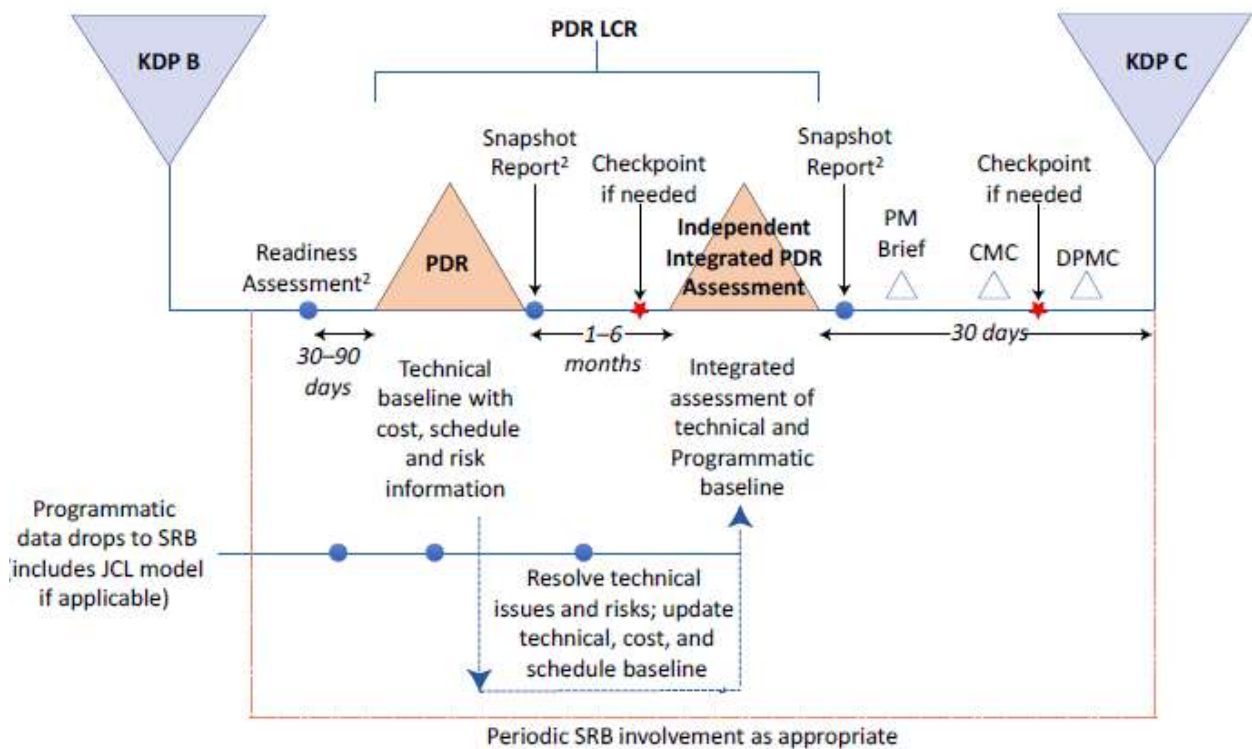 PDR LCR
KDP B
KDP C
Snapshot
Report²
Checkpoint
if needed
Snapshot
Report²
Checkpoint
if needed
Readiness
Assessment²
PDR
Independent
Integrated PDR
Assessment
PM
Brief
CMC
DPMC
30–90
days
1–6
months
30 days
Technical
baseline with
cost, schedule
and risk
information
Integrated
assessment of
technical and
Programmatic
baseline
Programmatic
data drops to SRB
(includes JCL model
if applicable)
Resolve technical
issues and risks; update
technical, cost, and
schedule baseline
Periodic SRB involvement as appropriate